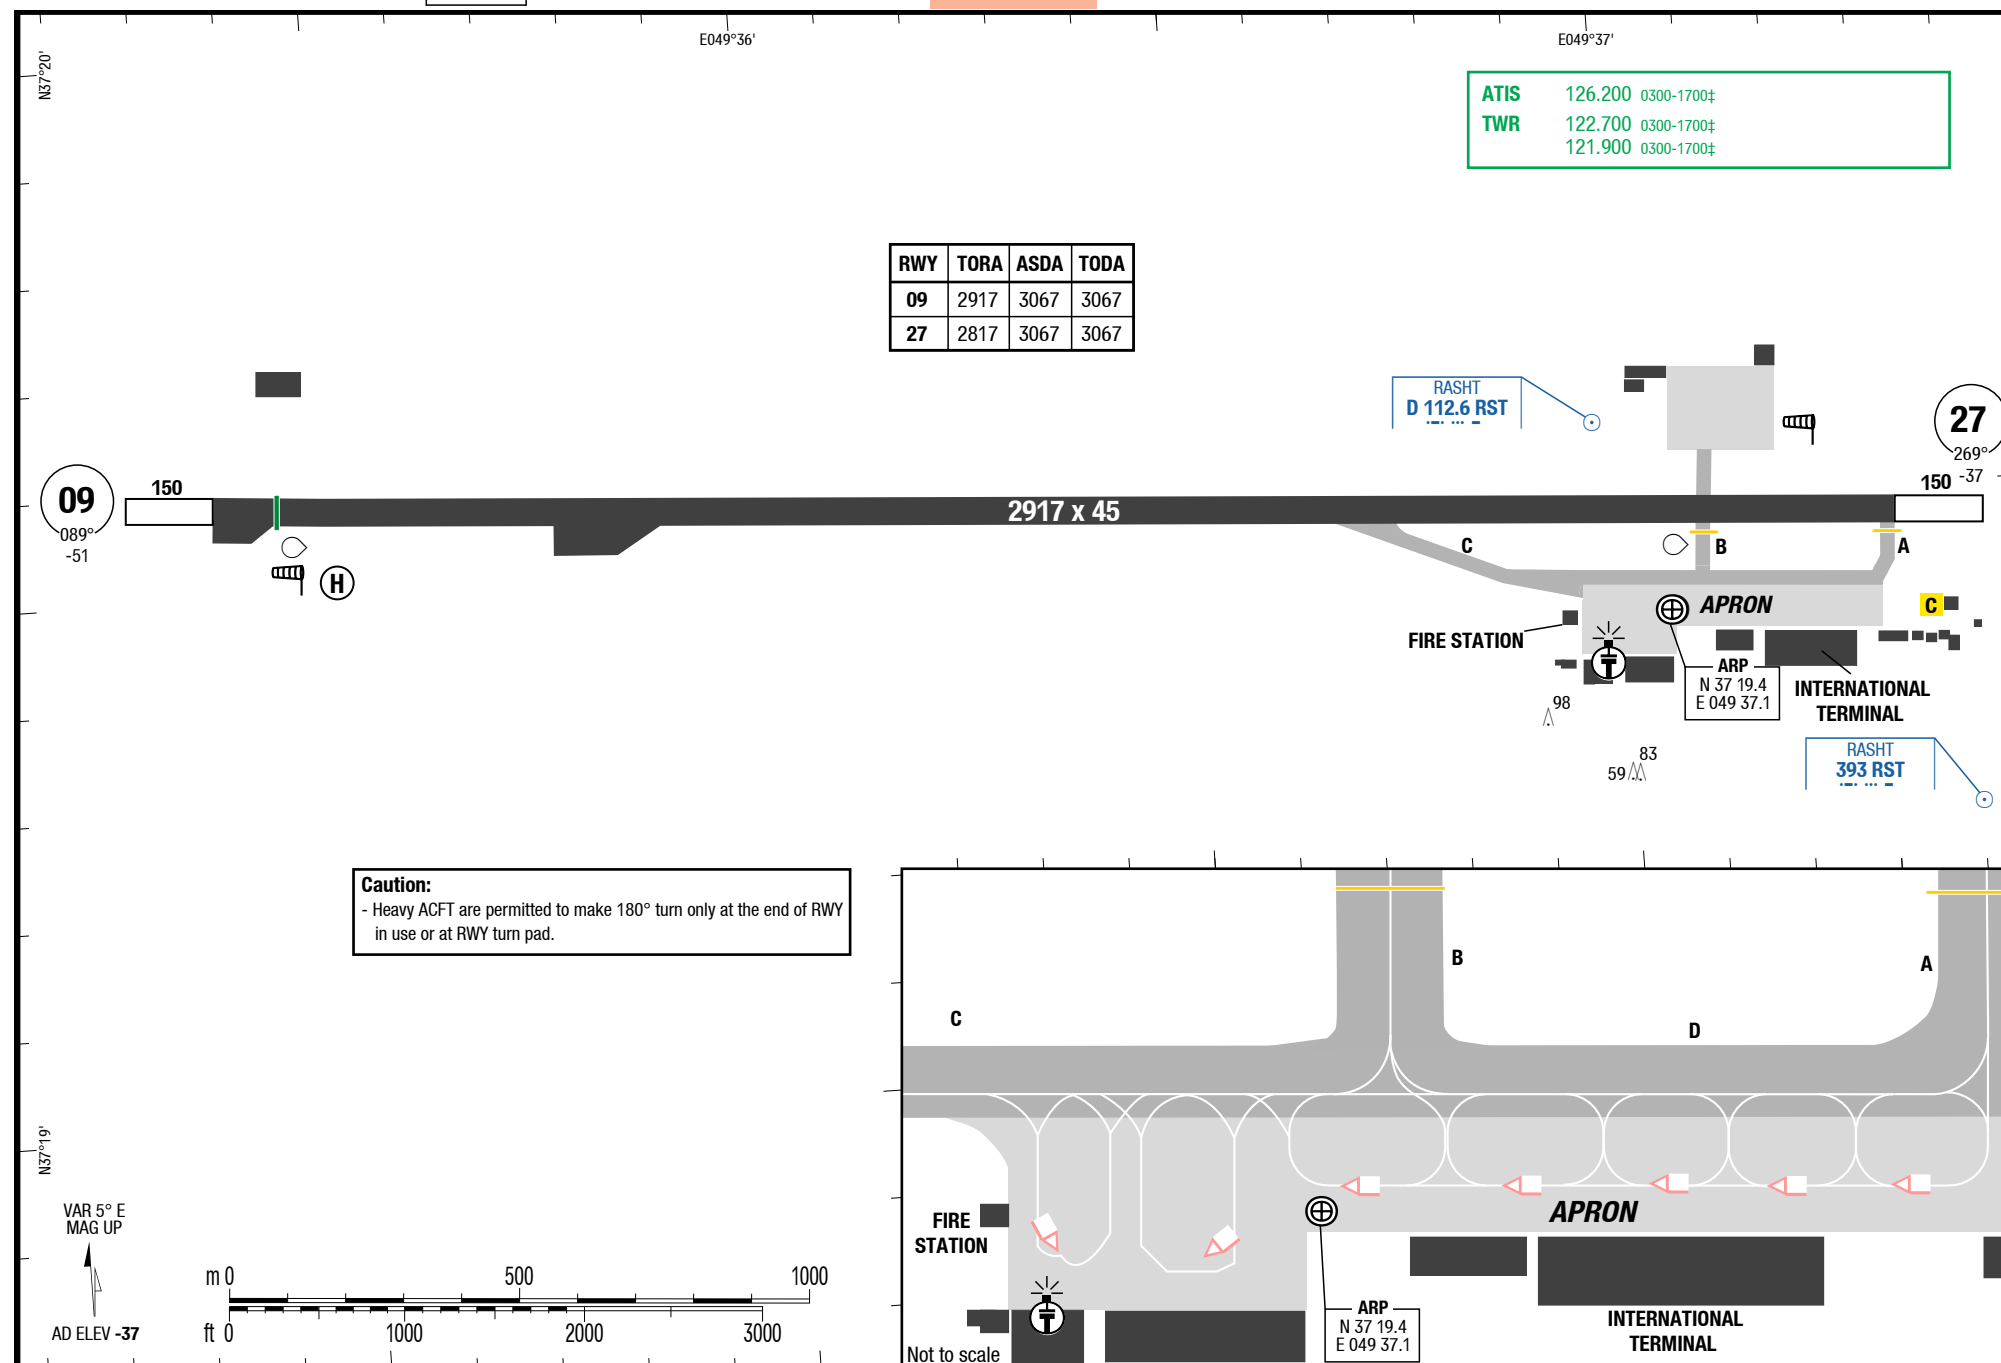 E049°36'
E049°37'
N37°20'
ATIS 126.200 0300-1700‡
TWR 122.700 0300-1700‡
121.900 0300-1700‡
RWY TORA ASDA TODA
09 2917 3067 3067
27 2817 3067 3067
RASHT
D 112.6 RST
27
269°
-37
09
089°
-51
150
2917 x 45
150
C
B
A
H
APRON
C
FIRE STATION
ARP
N 37 19.4
E 049 37.1
INTERNATIONAL
TERMINAL
98
83
59
RASHT
393 RST
Caution:
- Heavy ACFT are permitted to make 180° turn only at the end of RWY
in use or at RWY turn pad.
B
A
C
D
N37°19'
APRON
FIRE
STATION
VAR 5° E
MAG UP
AD ELEV -37
m 0 500 1000
ft 0 1000 2000 3000
ARP
N 37 19.4
E 049 37.1
INTERNATIONAL
TERMINAL
Not to scale